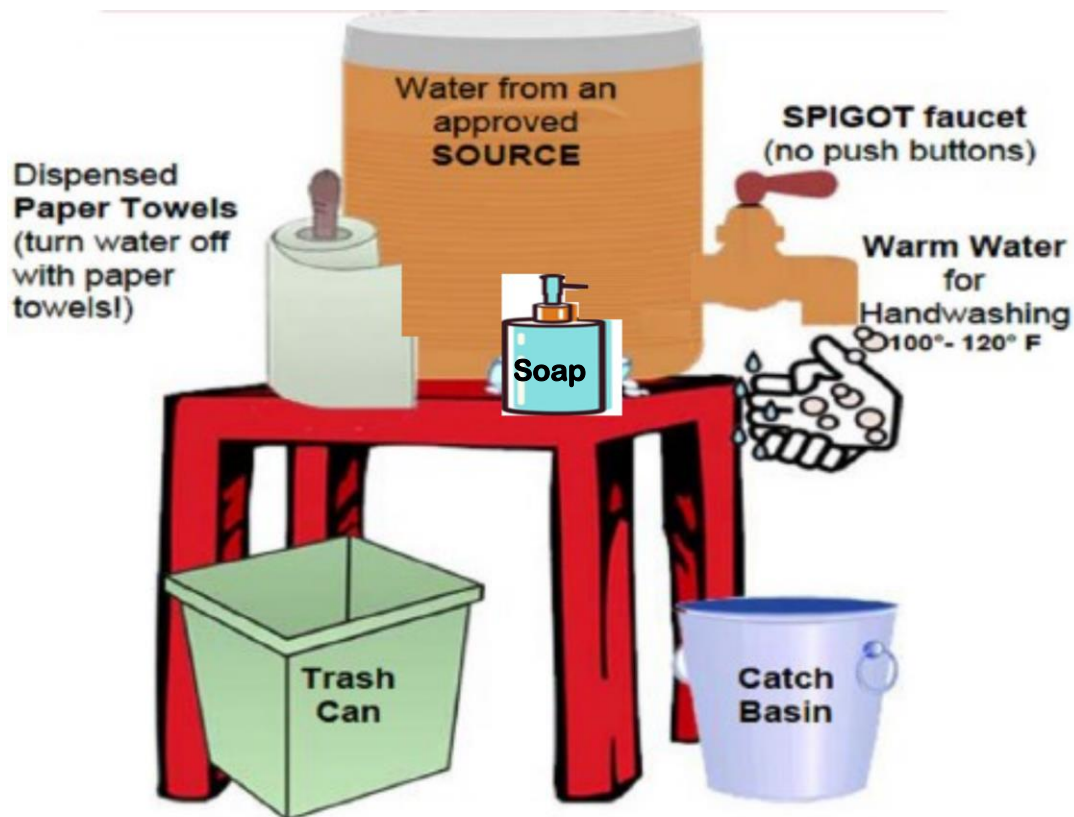 Water from an
approved
SOURCE
SPIGOT faucet
(no push buttons)
Dispensed
Paper Towels
(turn water off
with paper
towels!)
Warm Water
for
Handwashing
100°- 120° F
Soap
Trash
Can
Catch
Basin